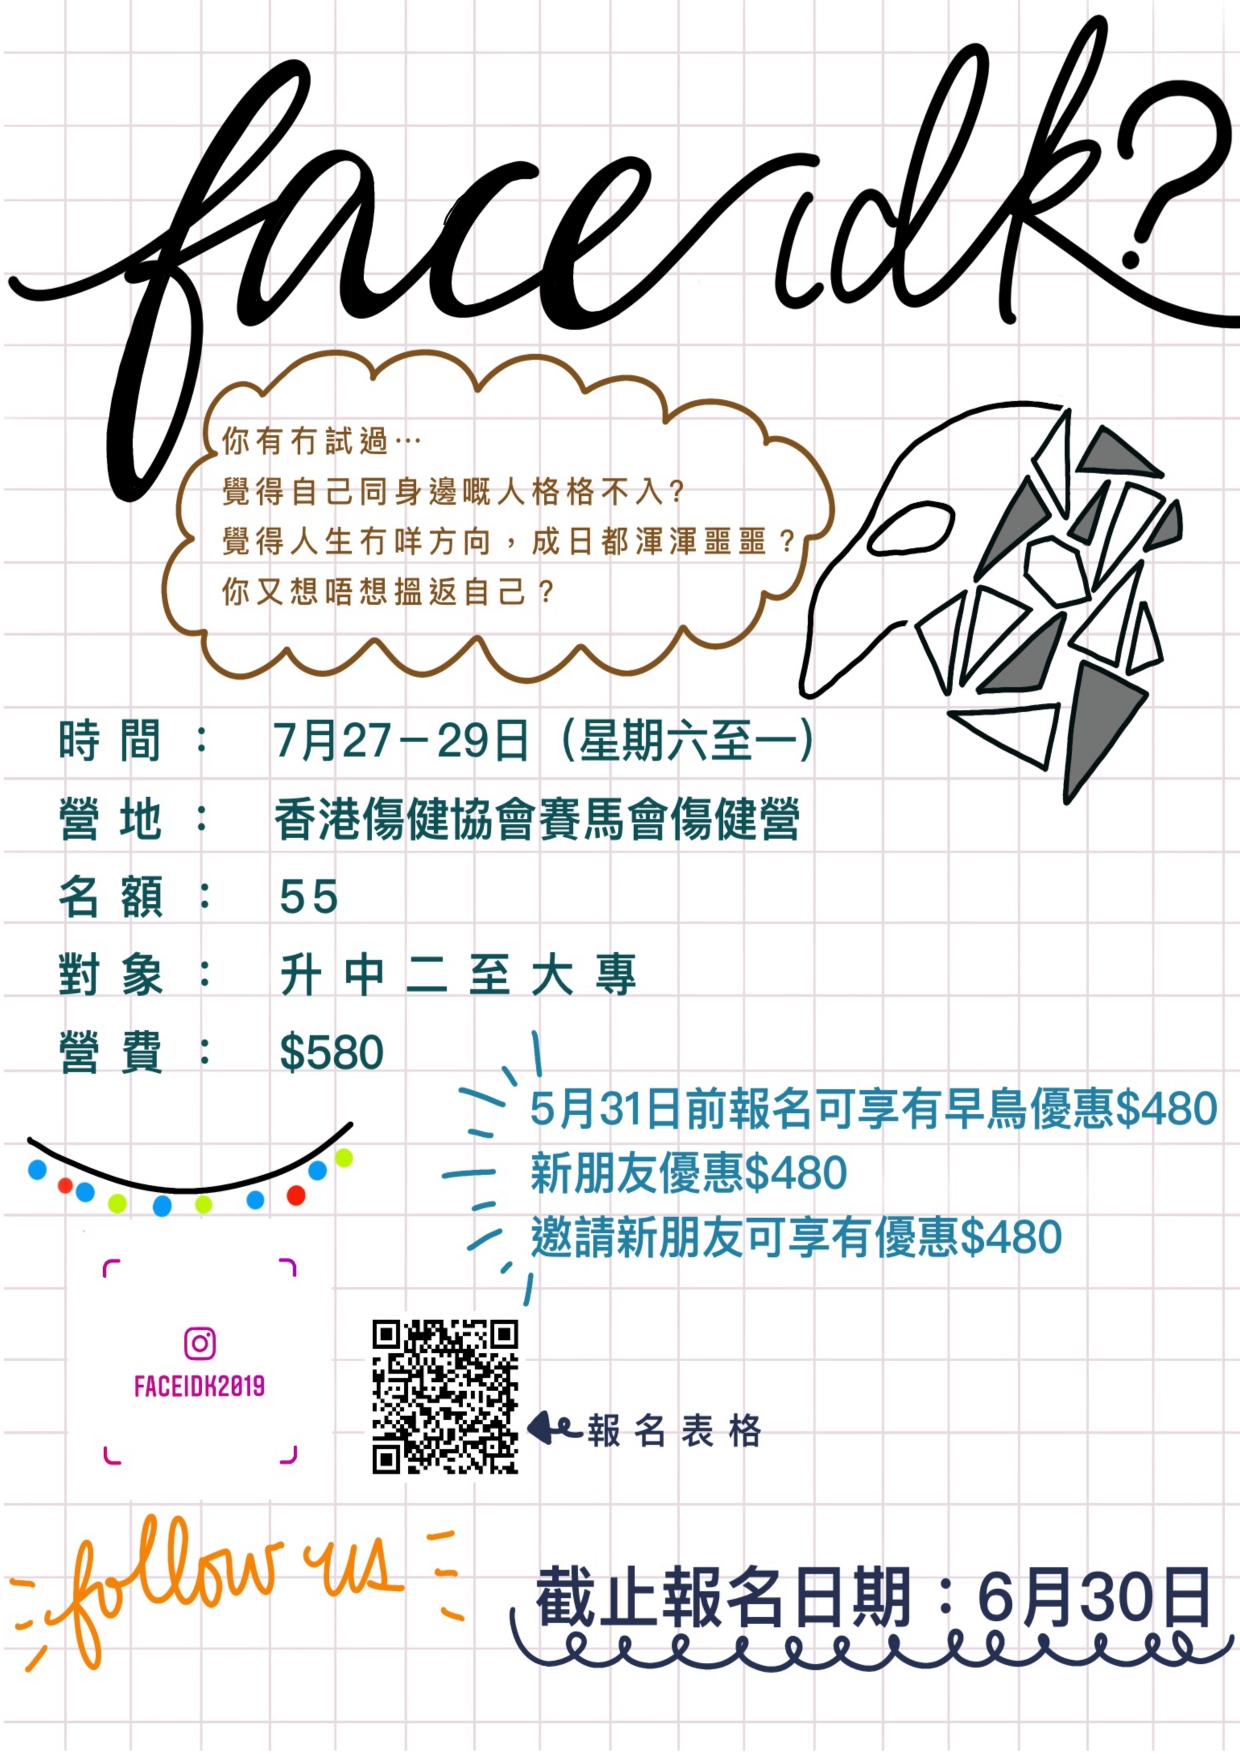 face idk?
你有冇試過…
覺得自己同身邊嘅人格格不入?
覺得人生冇咩方向，成日都渾渾噩噩？
你又想唔想搵返自己？
時間： 7月27－29日（星期六至一）
營地： 香港傷健協會賽馬會傷健營
名額： 55
對象： 升中二至大專
營費： $580
5月31日前報名可享有早鳥優惠$480
新朋友優惠$480
邀請新朋友可享有優惠$480
FACEIDK2019
報名表格
follow us
截止報名日期：6月30日